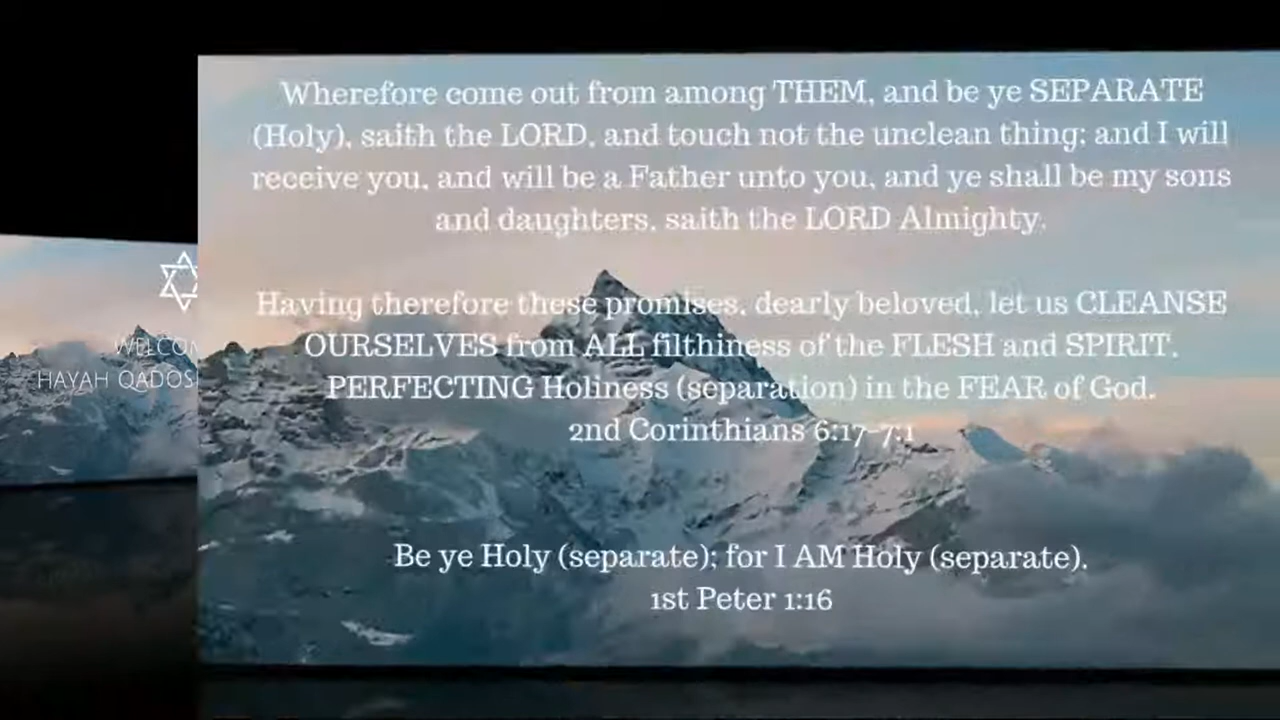 Wherefore come out from among THEM, and be ye SEPARATE
(Holy), saith the LORD, and touch not the unclean thing; and I will
receive you, and will be a Father unto you, and ye shall be my sons
and daughters, saith the LORD Almighty.
Having therefore these promises, dearly beloved, let us CLEANSE
OURSELVES from ALL filthiness of the FLESH and SPIRIT,
PERFECTING Holiness (separation) in the FEAR of God.
2nd Corinthians 6:17-7:1
Be ye Holy (separate); for I AM Holy (separate).
1st Peter 1:16
HAYAH